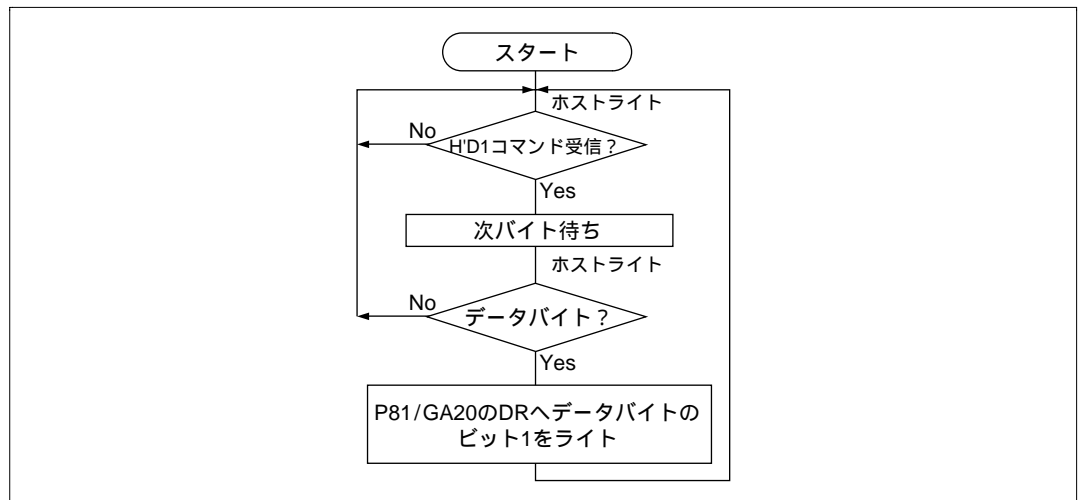 スタート
ホストライト
No
H'D1コマンド受信？
Yes
次バイト待ち
ホストライト
No
データバイト？
Yes
P81/GA20のDRへデータバイトの
ビット1をライト